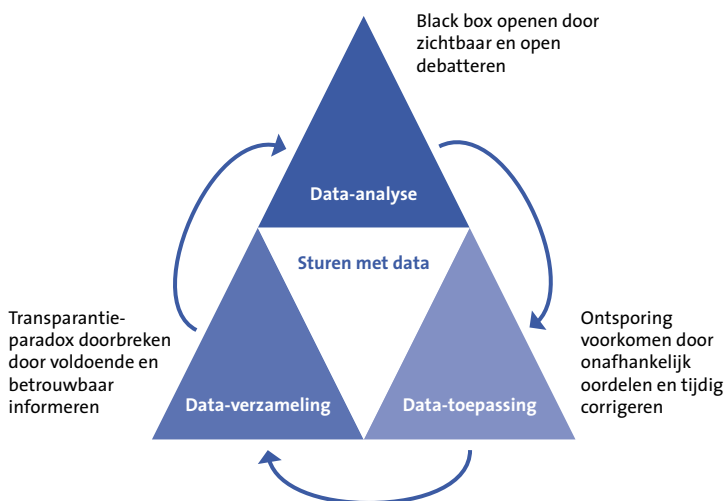 Black box openen door
zichtbaar en open
debatteren
Data-analyse
Sturen met data
Transparantie-
paradox doorbreken
door voldoende en
betrouwbaar
informeren
Data-verzameling
Data-toepassing
Ontsporing
voorkomen door
onafhankelijk
oordelen en tijdig
corrigeren